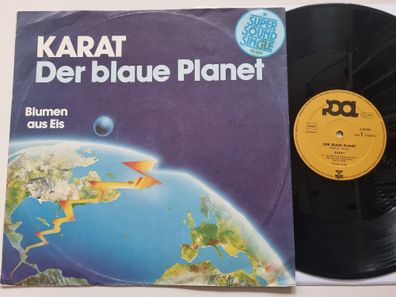 KARAT
Der blaue Planet
Blumen
aus Eis
SUPER
SOUND
SINGLE
POOL
DER BLAUE PLANET
KARAT